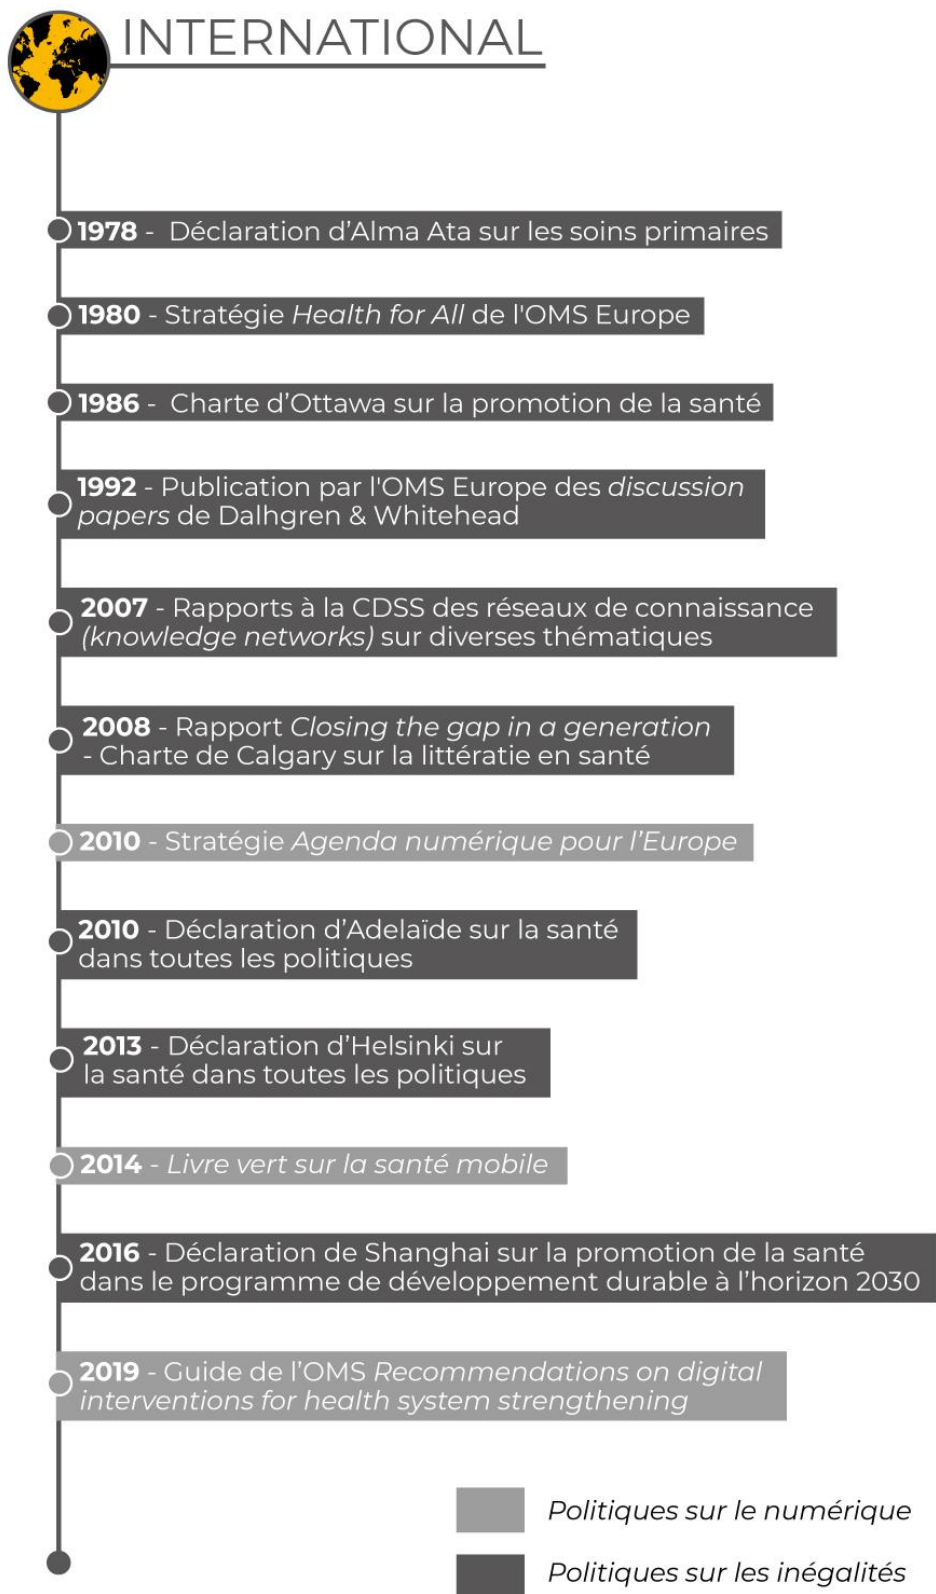 INTERNATIONAL
1978 - Déclaration d’Alma Ata sur les soins primaires
1980 - Stratégie Health for All de l'OMS Europe
1986 - Charte d’Ottawa sur la promotion de la santé
1992 - Publication par l'OMS Europe des discussion
papers de Dalhgren & Whitehead
2007 - Rapports à la CDSS des réseaux de connaissance
(knowledge networks) sur diverses thématiques
2008 - Rapport Closing the gap in a generation
- Charte de Calgary sur la littératie en santé
2010 - Stratégie Agenda numérique pour l’Europe
2010 - Déclaration d’Adelaïde sur la santé
dans toutes les politiques
2013 - Déclaration d’Helsinki sur
la santé dans toutes les politiques
2014 - Livre vert sur la santé mobile
2016 - Déclaration de Shanghai sur la promotion de la santé
dans le programme de développement durable à l’horizon 2030
2019 - Guide de l’OMS Recommendations on digital
interventions for health system strengthening
Politiques sur le numérique
Politiques sur les inégalités